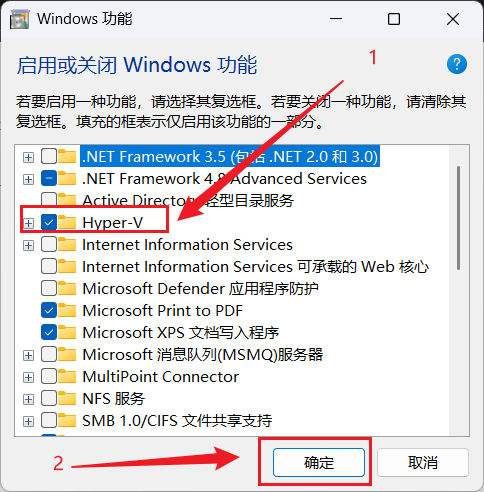 Windows 功能
启用或关闭 Windows 功能
1
若要启用一种功能，请选择其复选框。若要关闭一种功能，请清除其
复选框。填充的框表示仅启用该功能的一部分。
.NET Framework 3.5 (包括 .NET 2.0 和 3.0)
.NET Framework 4.8 Advanced Services
Active Directory 轻型目录服务
Hyper-V
Internet Information Services
Internet Information Services 可承载的 Web 核心
Microsoft Defender 应用程序防护
Microsoft Print to PDF
Microsoft XPS 文档写入程序
Microsoft 消息队列(MSMQ)服务器
MultiPoint Connector
NFS 服务
SMB 1.0/CIFS 文件共享支持
2
确定
取消